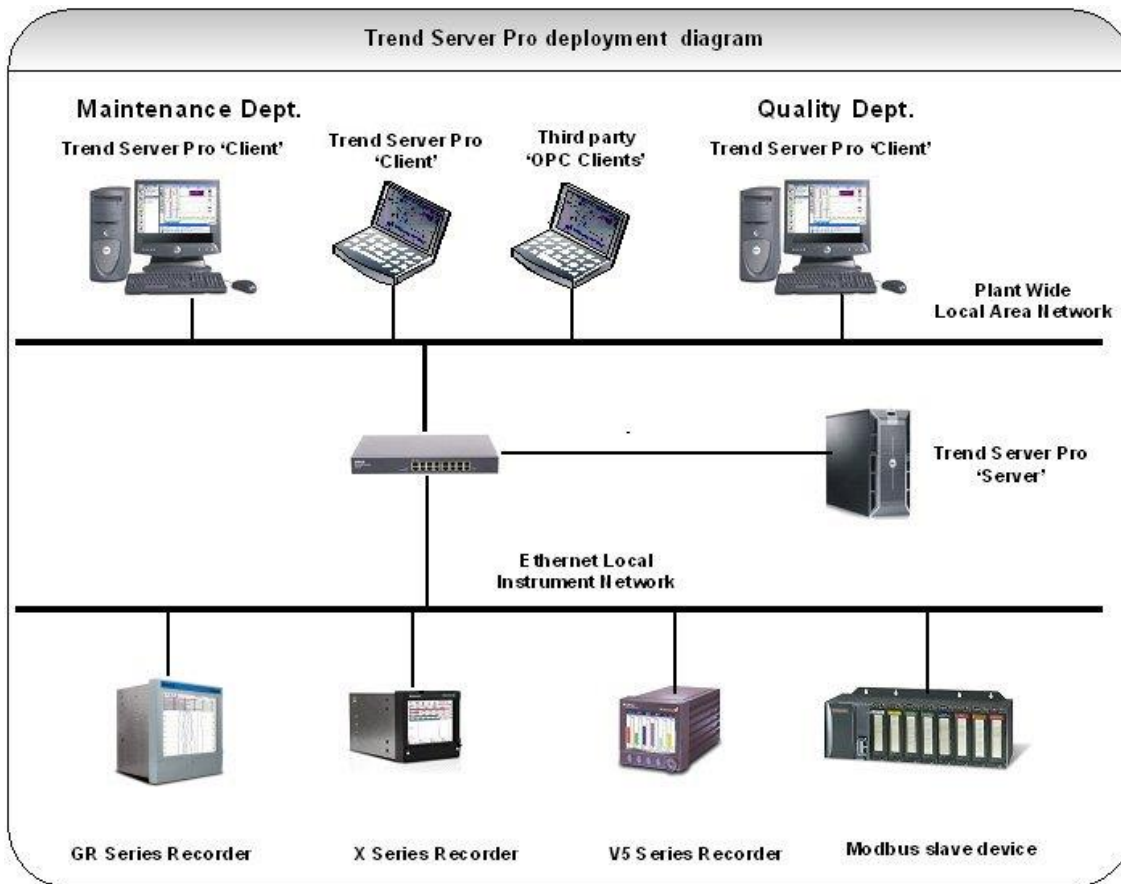 Trend Server Pro deployment diagram
Maintenance Dept.
Trend Server Pro ‘Client’
Trend Server Pro
‘Client’
Third party
‘OPC Clients’
Quality Dept.
Trend Server Pro ‘Client’
Plant Wide
Local Area Network
Trend Server Pro
‘Server’
Ethernet Local
Instrument Network
GR Series Recorder
X Series Recorder
V5 Series Recorder
Modbus slave device